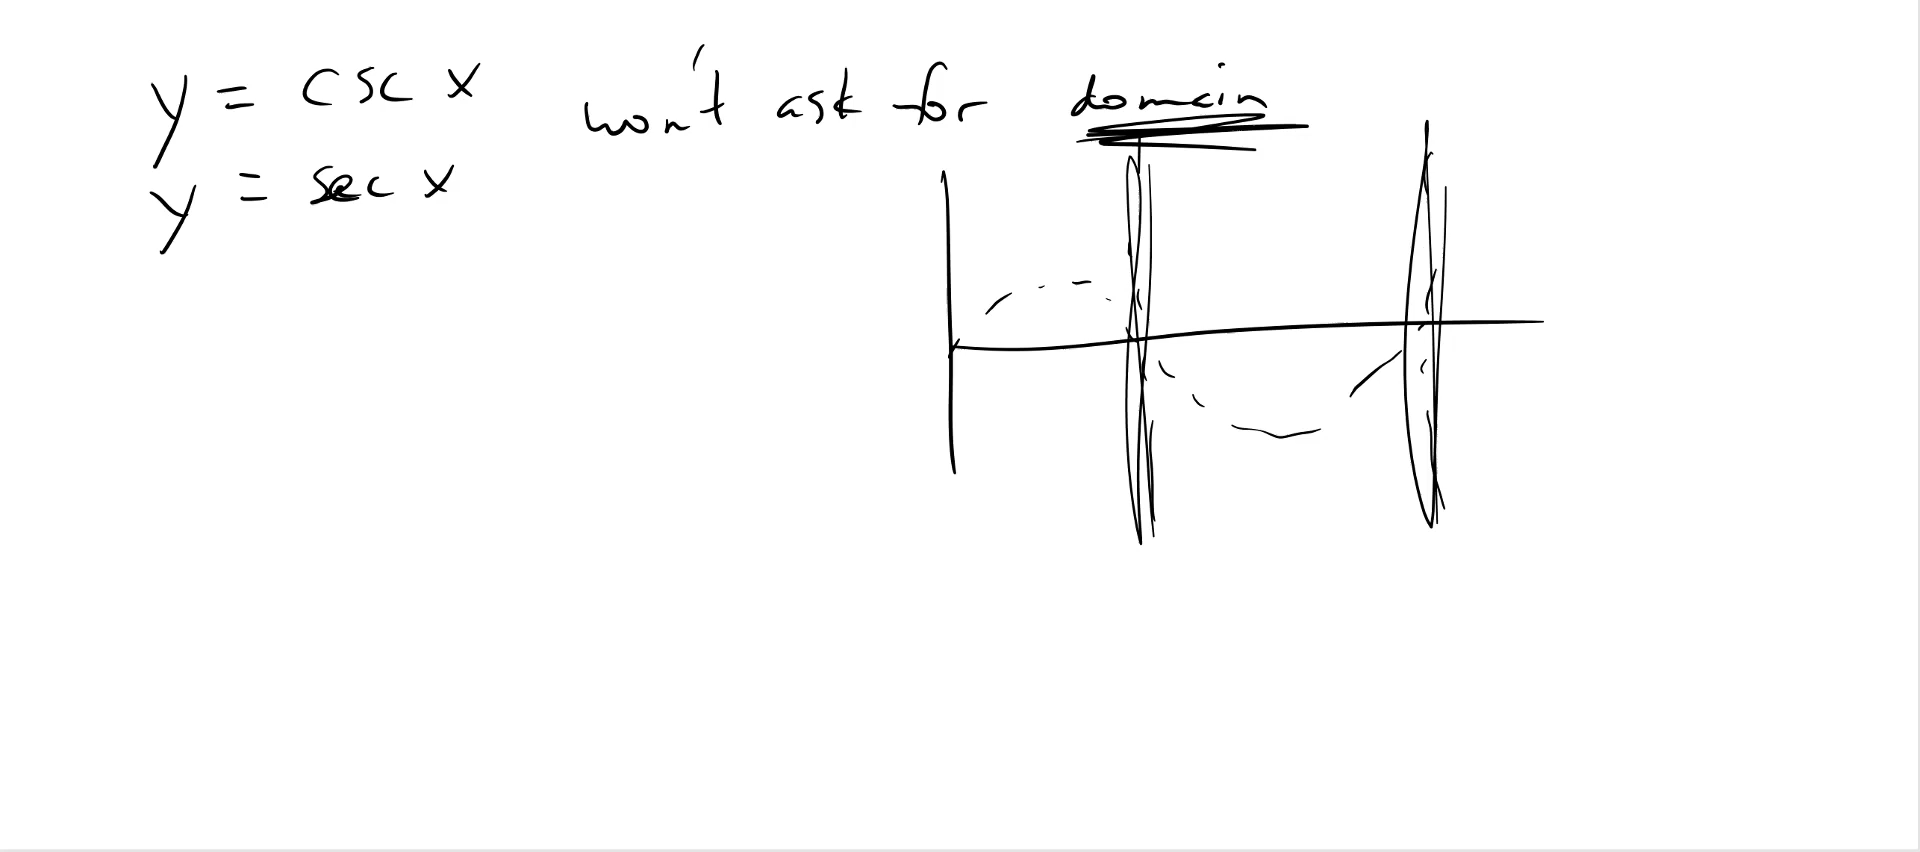 y = csc x won't ask for domain
y = sec x